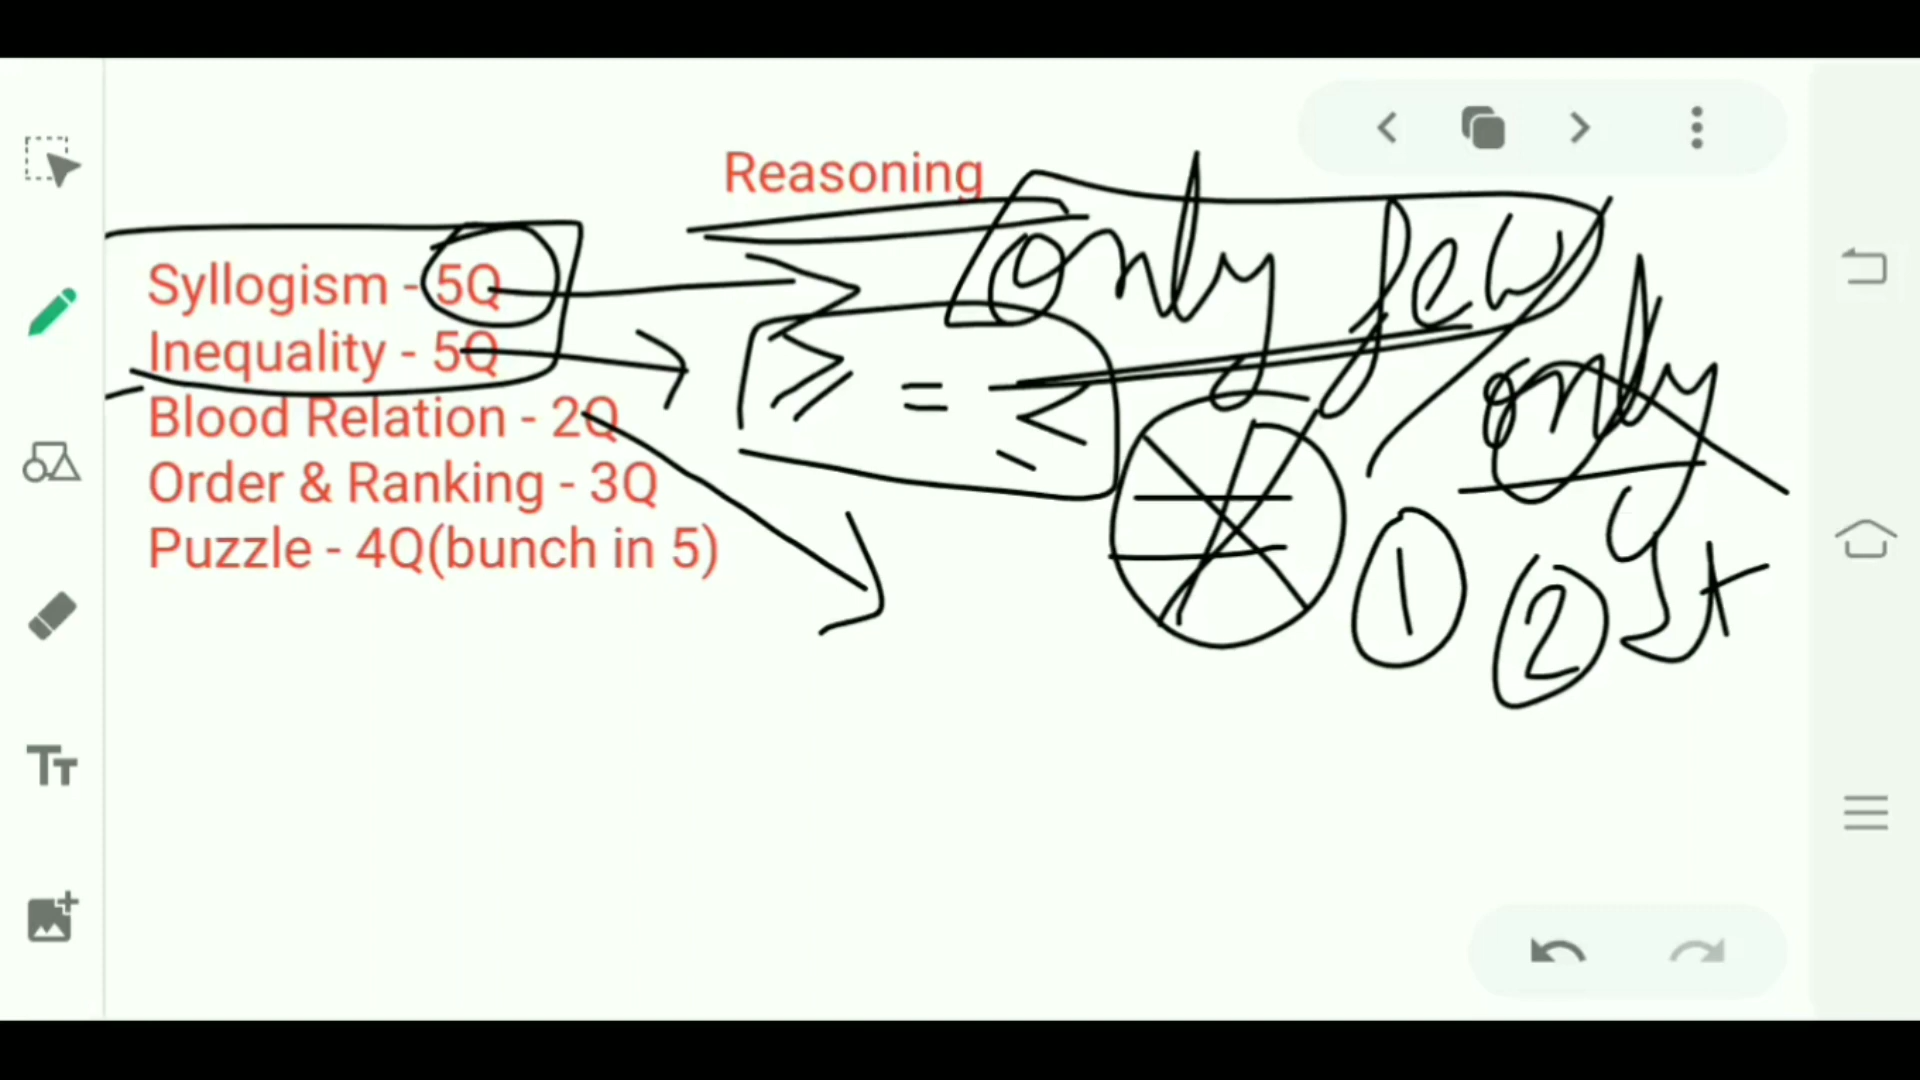 Reasoning
Syllogism - 5Q
Inequality - 5Q
Blood Relation - 2Q
Order & Ranking - 3Q
Puzzle - 4Q(bunch in 5)
only few
≥ = ≤
only
1
2
TT